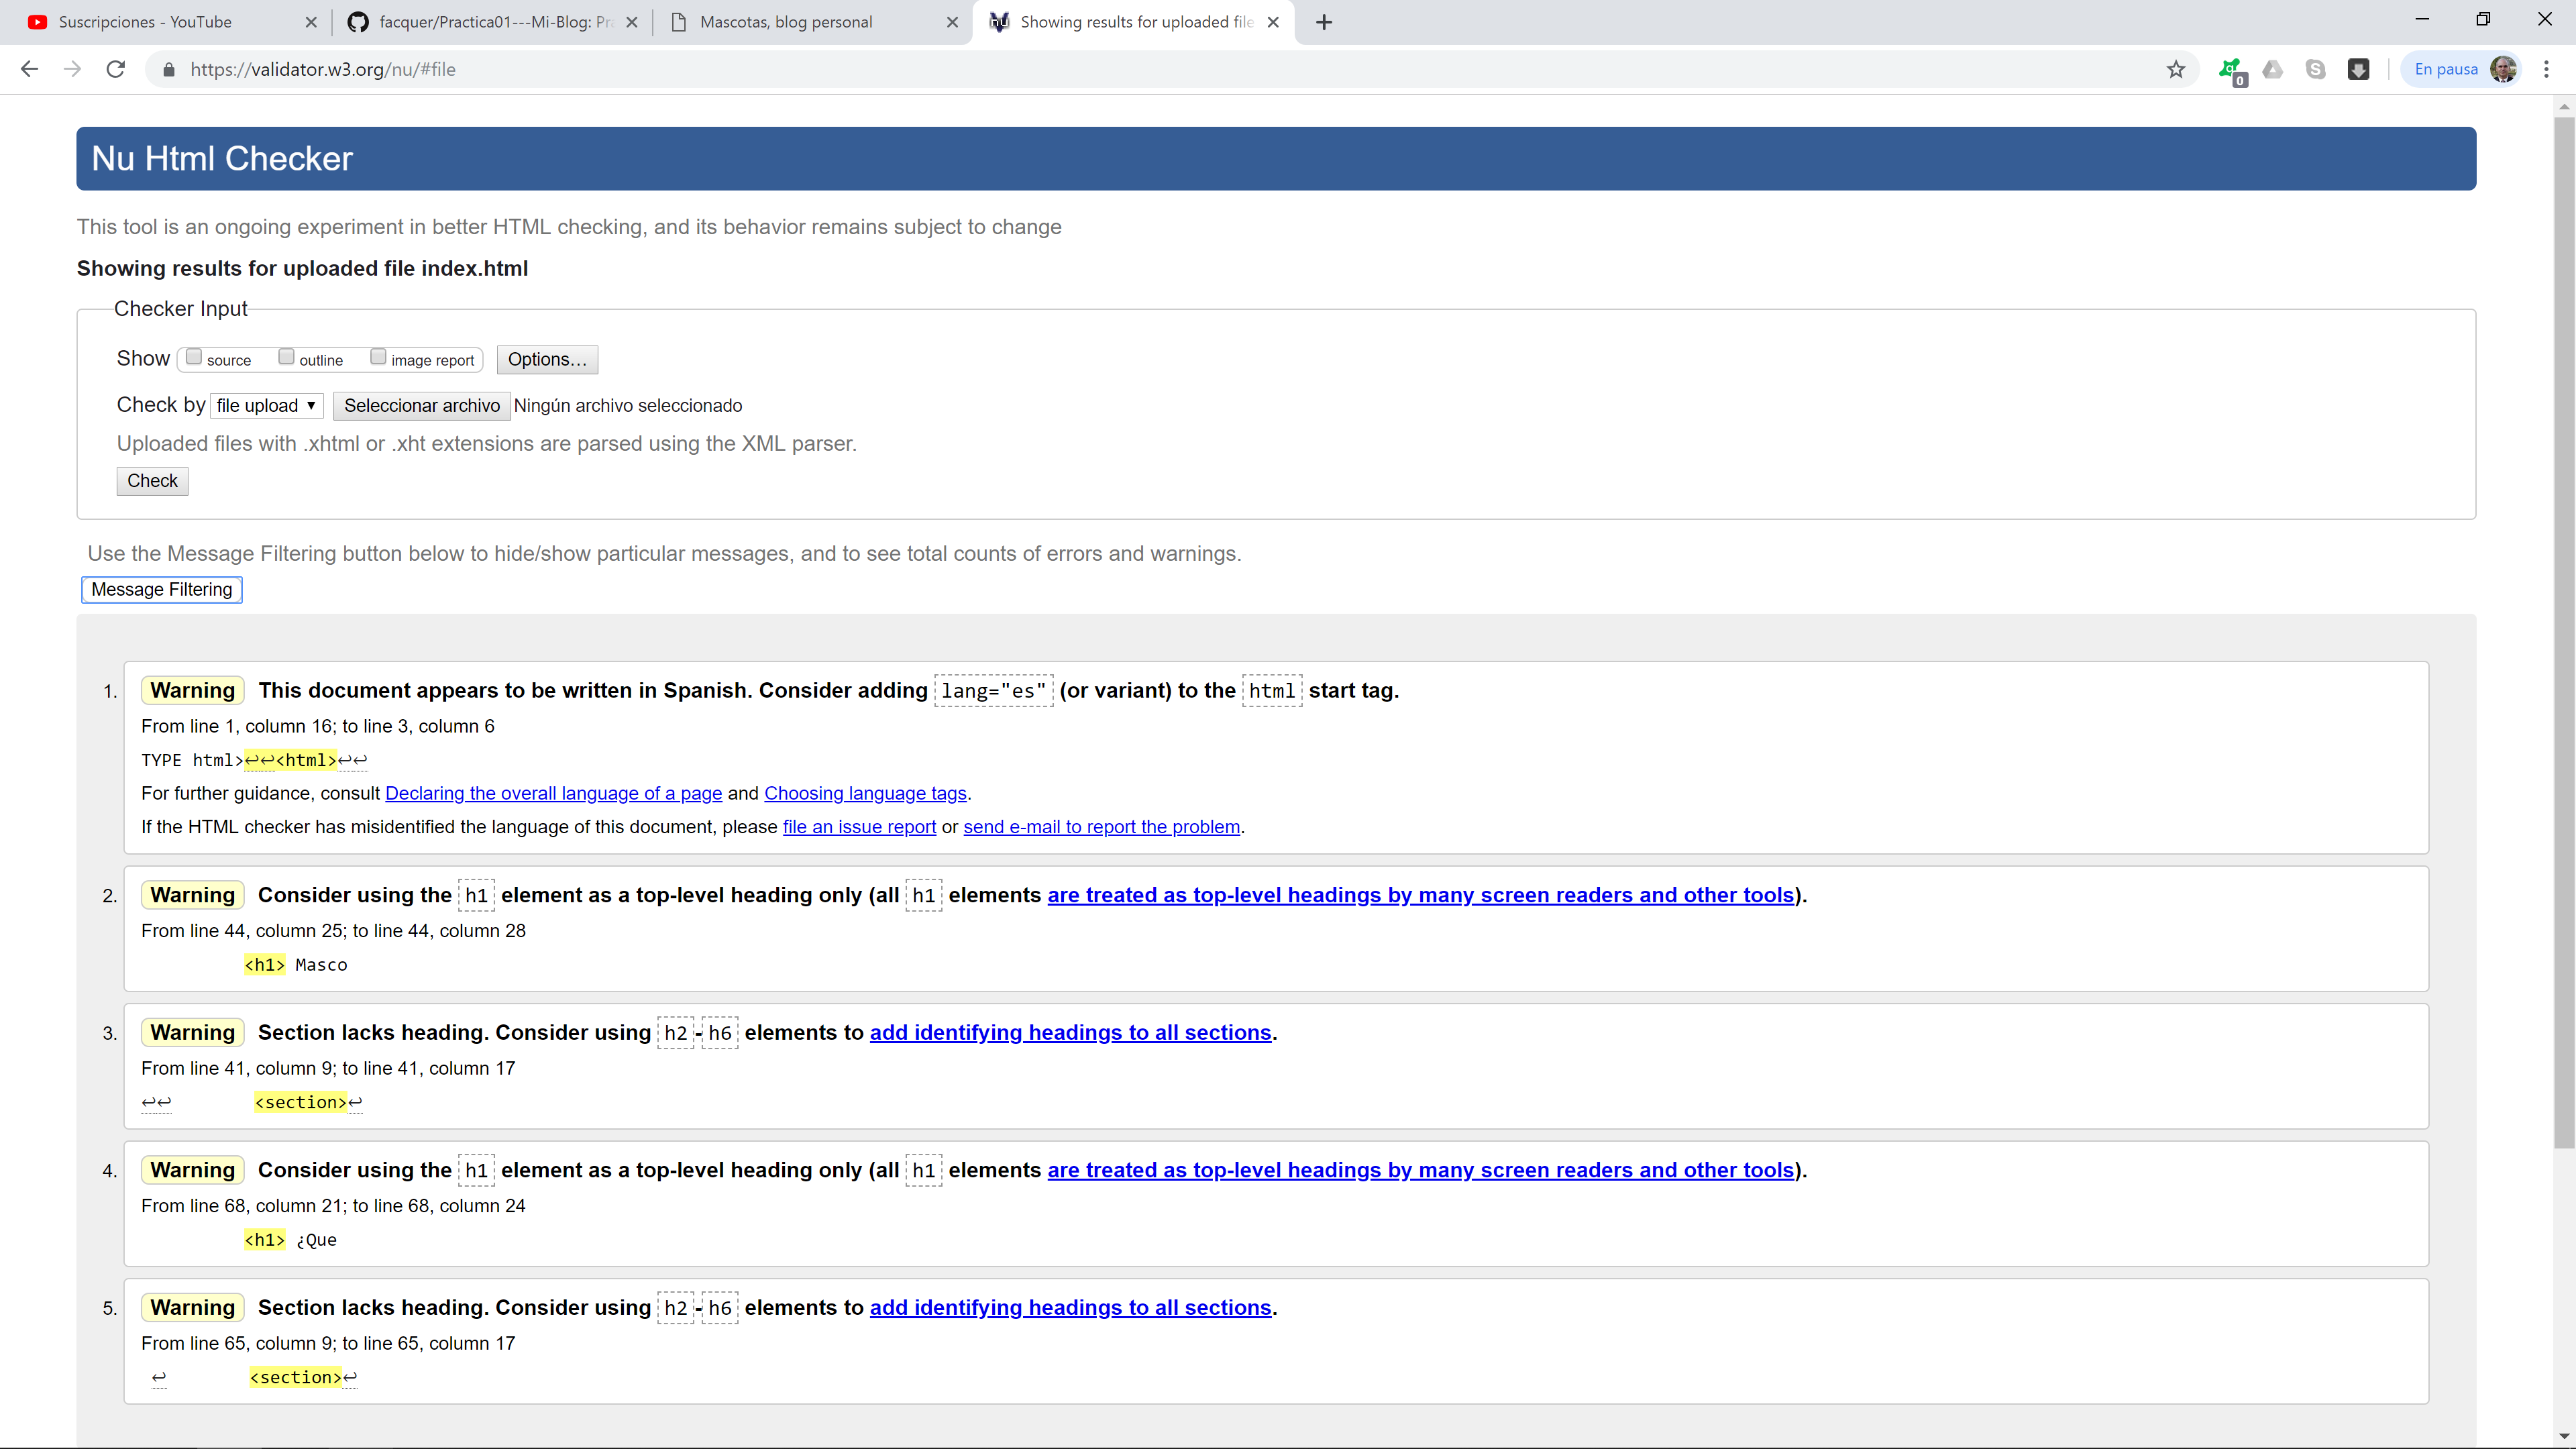 Suscripciones - YouTube
facquer/Practica01---Mi-Blog: Pra
Mascotas, blog personal
Showing results for uploaded file
https://validator.w3.org/nu/#file
0
En pausa
Nu Html Checker
This tool is an ongoing experiment in better HTML checking, and its behavior remains subject to change
Showing results for uploaded file index.html
Checker Input
Show source outline image report Options…
Check by file upload ▼ Seleccionar archivo Ningún archivo seleccionado
Uploaded files with .xhtml or .xht extensions are parsed using the XML parser.
Check
Use the Message Filtering button below to hide/show particular messages, and to see total counts of errors and warnings.
Message Filtering
1. Warning This document appears to be written in Spanish. Consider adding lang="es" (or variant) to the html start tag.
From line 1, column 16; to line 3, column 6
TYPE html>↩↩<html>↩↩
For further guidance, consult Declaring the overall language of a page and Choosing language tags.
If the HTML checker has misidentified the language of this document, please file an issue report or send e-mail to report the problem.
2. Warning Consider using the h1 element as a top-level heading only (all h1 elements are treated as top-level headings by many screen readers and other tools).
From line 44, column 25; to line 44, column 28
<h1> Masco
3. Warning Section lacks heading. Consider using h2-h6 elements to add identifying headings to all sections.
From line 41, column 9; to line 41, column 17
↩↩ <section>↩
4. Warning Consider using the h1 element as a top-level heading only (all h1 elements are treated as top-level headings by many screen readers and other tools).
From line 68, column 21; to line 68, column 24
<h1> ¿Que
5. Warning Section lacks heading. Consider using h2-h6 elements to add identifying headings to all sections.
From line 65, column 9; to line 65, column 17
↩ <section>↩